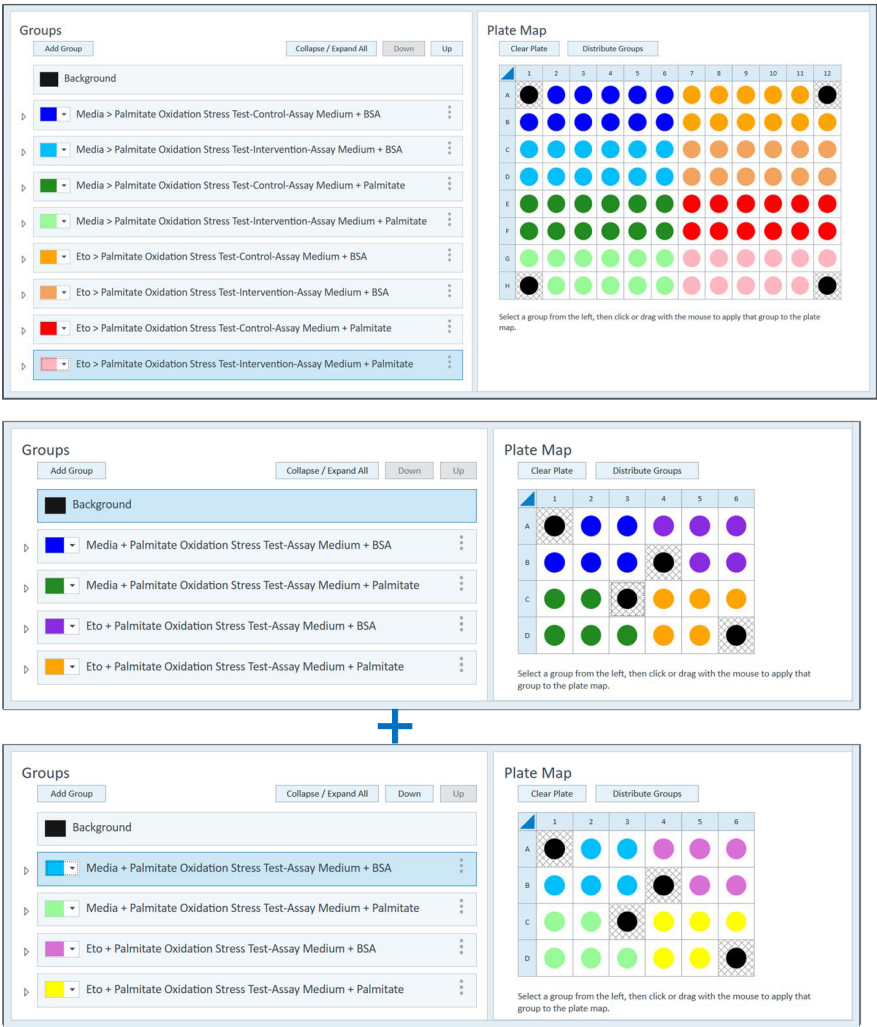 Groups
Add Group
Collapse / Expand All
Down
Up
Background
Media > Palmitate Oxidation Stress Test-Control-Assay Medium + BSA
Media > Palmitate Oxidation Stress Test-Intervention-Assay Medium + BSA
Media > Palmitate Oxidation Stress Test-Control-Assay Medium + Palmitate
Media > Palmitate Oxidation Stress Test-Intervention-Assay Medium + Palmitate
Eto > Palmitate Oxidation Stress Test-Control-Assay Medium + BSA
Eto > Palmitate Oxidation Stress Test-Intervention-Assay Medium + BSA
Eto > Palmitate Oxidation Stress Test-Control-Assay Medium + Palmitate
Eto > Palmitate Oxidation Stress Test-Intervention-Assay Medium + Palmitate
Plate Map
Clear Plate
Distribute Groups
1 2 3 4 5 6 7 8 9 10 11 12
A
B
C
D
E
F
G
H
Select a group from the left, then click or drag with the mouse to apply that group to the plate
map.
Groups
Add Group
Collapse / Expand All
Down
Up
Background
Media + Palmitate Oxidation Stress Test-Assay Medium + BSA
Media + Palmitate Oxidation Stress Test-Assay Medium + Palmitate
Eto + Palmitate Oxidation Stress Test-Assay Medium + BSA
Eto + Palmitate Oxidation Stress Test-Assay Medium + Palmitate
Plate Map
Clear Plate
Distribute Groups
1 2 3 4 5 6
A
B
C
D
Select a group from the left, then click or drag with the mouse to apply that
group to the plate map.
+
Groups
Add Group
Collapse / Expand All
Down
Up
Background
Media + Palmitate Oxidation Stress Test-Assay Medium + BSA
Media + Palmitate Oxidation Stress Test-Assay Medium + Palmitate
Eto + Palmitate Oxidation Stress Test-Assay Medium + BSA
Eto + Palmitate Oxidation Stress Test-Assay Medium + Palmitate
Plate Map
Clear Plate
Distribute Groups
1 2 3 4 5 6
A
B
C
D
Select a group from the left, then click or drag with the mouse to apply that
group to the plate map.